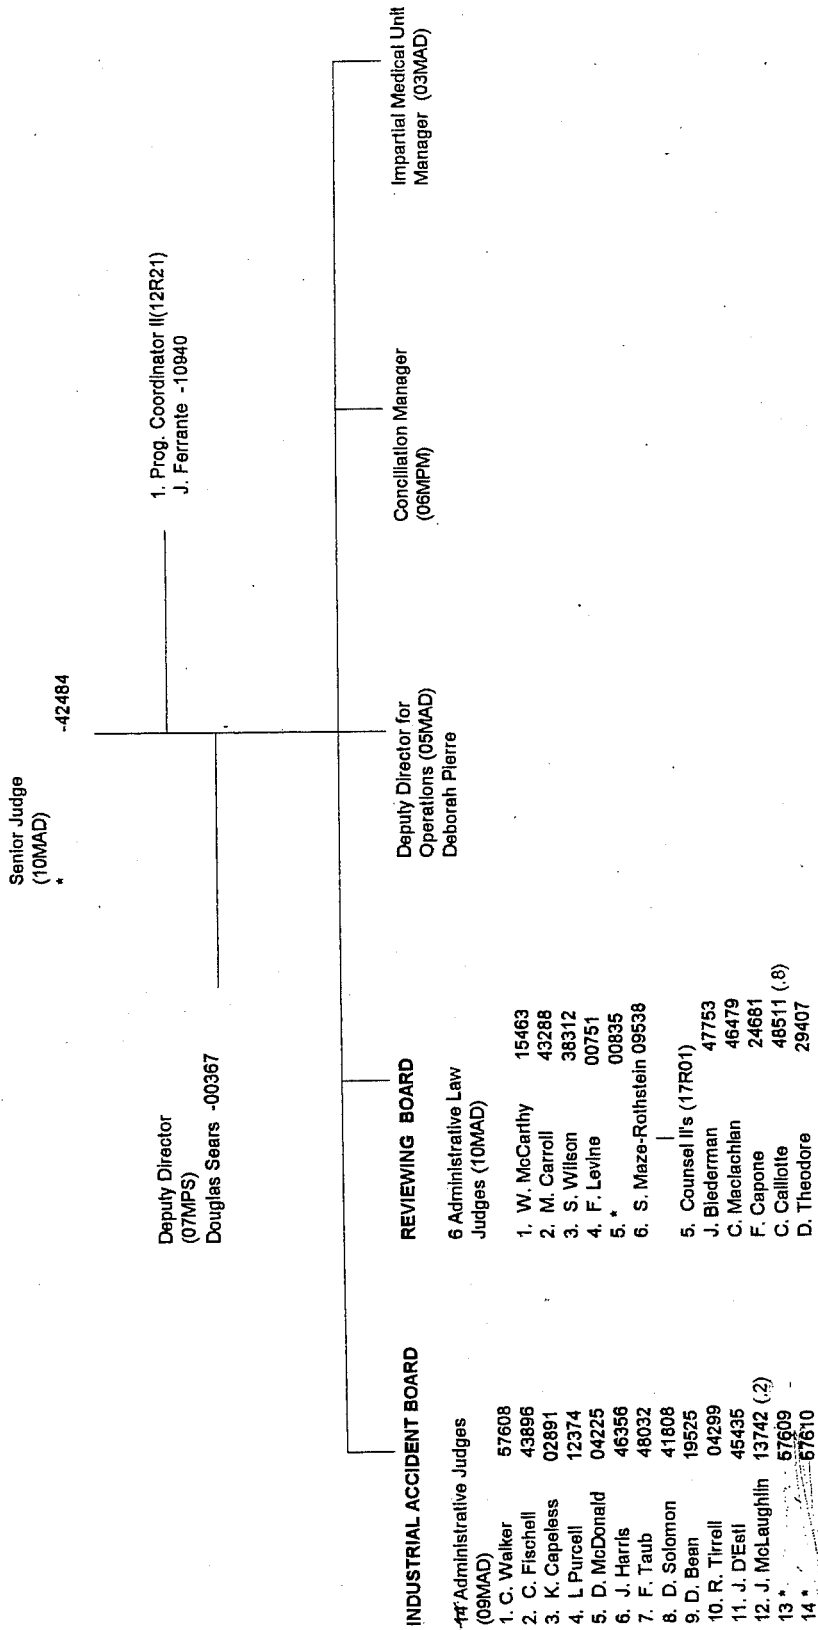 Senior Judge
(10MAD)
*
-42484
1. Prog. Coordinator II(12R21)
J. Ferrante -10940
Deputy Director
(07MPS)
Douglas Sears -00367
INDUSTRIAL ACCIDENT BOARD
14 Administrative Judges
(09MAD)
1. C. Walker 57608
2. C. Fischell 43896
3. K. Capeless 02891
4. L Purcell 12374
5. D. McDonald 04225
6. J. Harris 46356
7. F. Taub 48032
8. D. Solomon 41808
9. D. Bean 19525
10. R. Tirrell 04299
11. J. D'Esti 45435
12. J. McLaughlin 13742 (.2)
13 * 57609
14 * 57610
REVIEWING BOARD
6 Administrative Law
Judges (10MAD)
1. W. McCarthy 15463
2. M. Carroll 43288
3. S. Wilson 38312
4. F. Levine 00751
5. * 00835
6. S. Maze-Rothstein 09538
5. Counsel II's (17R01)
J. Biederman 47753
C. Maclachlan 46479
F. Capone 24681
C. Calliotte 48511 (.8)
D. Theodore 29407
Deputy Director for
Operations (05MAD)
Deborah Pierre
Conciliation Manager
(06MPM)
Impartial Medical Unit
Manager (03MAD)